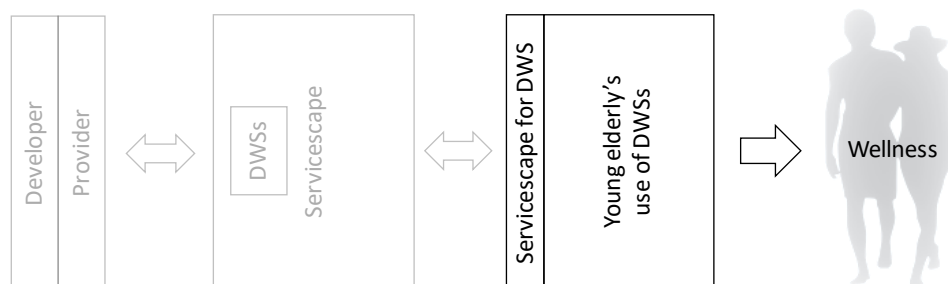 Developer
Provider
DWSs
Servicescape
Servicescape for DWS
Young elderly's
use of DWSs
Wellness